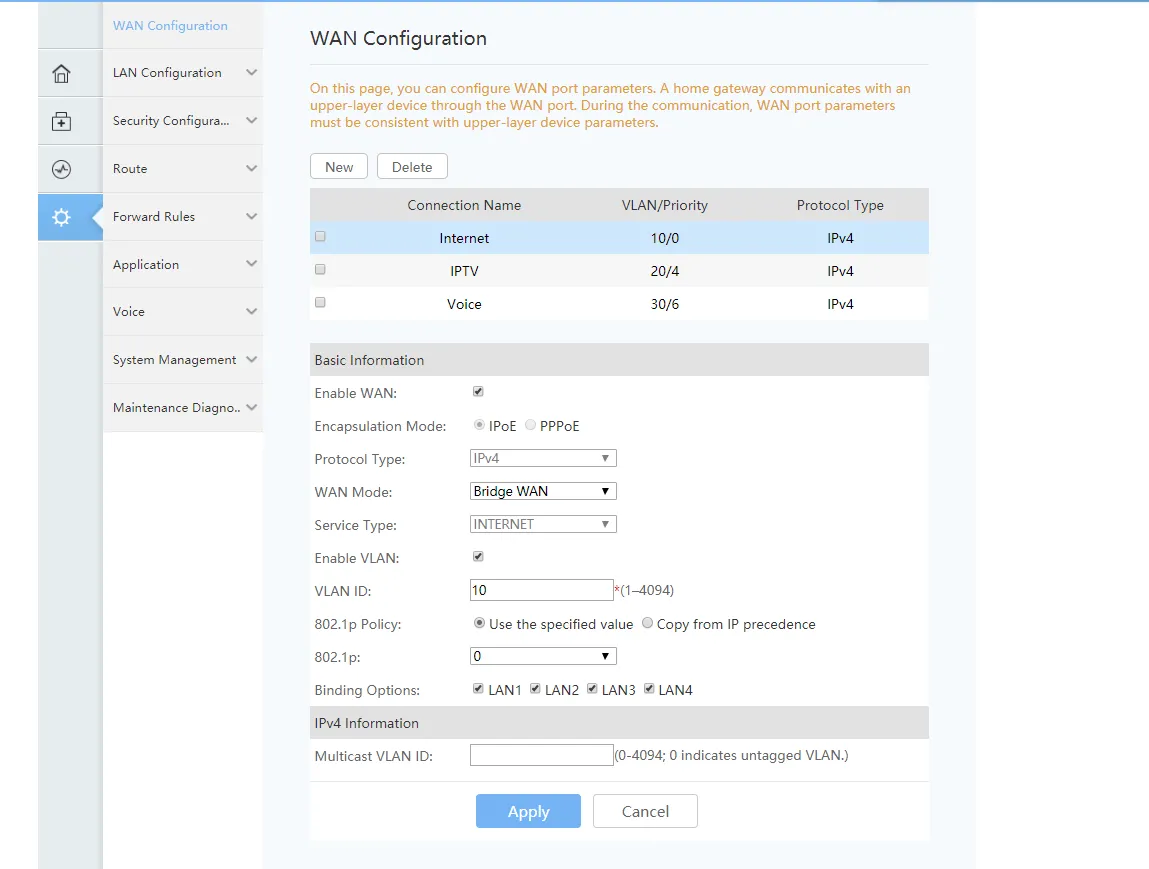 WAN Configuration
LAN Configuration
Security Configura...
Route
Forward Rules
Application
Voice
System Management
Maintenance Diagno..
WAN Configuration
On this page, you can configure WAN port parameters. A home gateway communicates with an
upper-layer device through the WAN port. During the communication, WAN port parameters
must be consistent with upper-layer device parameters.
New Delete
Connection Name VLAN/Priority Protocol Type
Internet 10/0 IPv4
IPTV 20/4 IPv4
Voice 30/6 IPv4
Basic Information
Enable WAN:
Encapsulation Mode: IPoE PPPoE
Protocol Type: IPv4
WAN Mode: Bridge WAN
Service Type: INTERNET
Enable VLAN:
VLAN ID: 10 *(1–4094)
802.1p Policy: Use the specified value Copy from IP precedence
802.1p: 0
Binding Options: LAN1 LAN2 LAN3 LAN4
IPv4 Information
Multicast VLAN ID: (0-4094; 0 indicates untagged VLAN.)
Apply Cancel